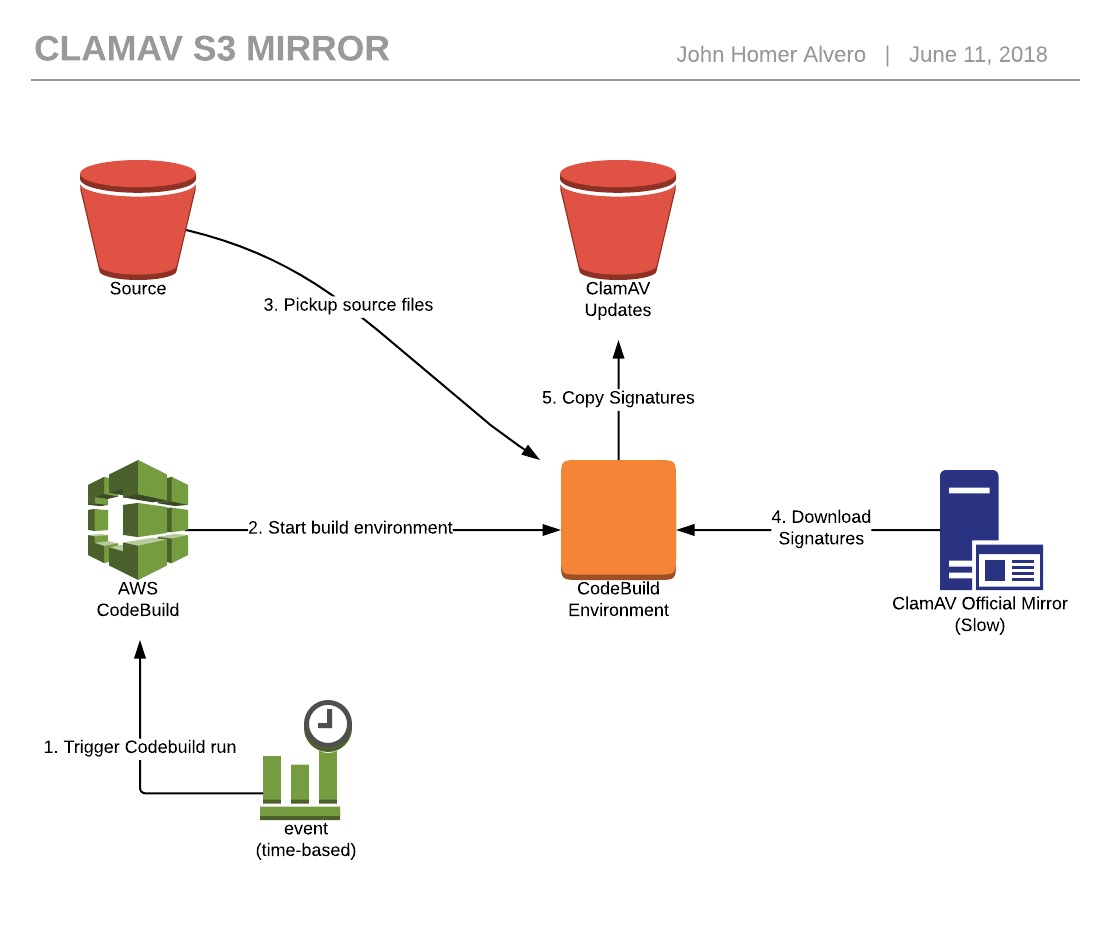 CLAMAV S3 MIRROR
John Homer Alvero | June 11, 2018
Source
ClamAV
Updates
3. Pickup source files
5. Copy Signatures
2. Start build environment
4. Download
Signatures
AWS
CodeBuild
CodeBuild
Environment
ClamAV Official Mirror
(Slow)
1. Trigger Codebuild run
event
(time-based)